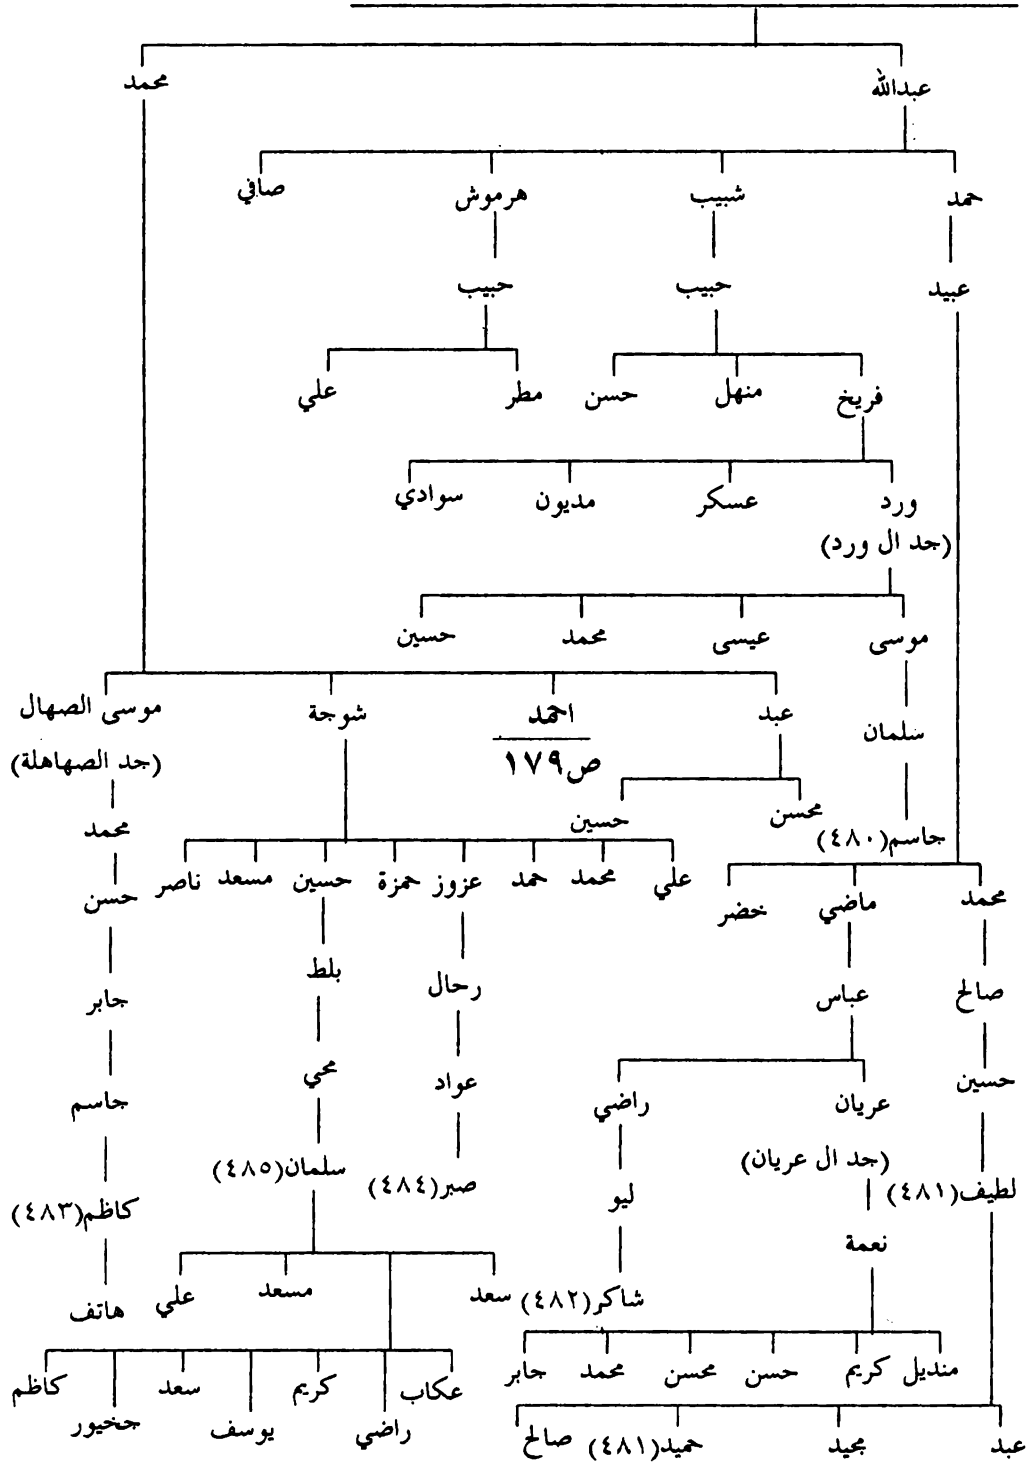 عبدالله محمد
حمد شبيب هرموش صافي
عبيد حبيب حبيب
فريخ منهل حسن مطر علي
ورد عسكر مديون سوادي
(جد ال ورد)
موسى عيسى محمد حسين
سلمان عبد احمد شوجة موسى الصهال
ص١٧٩ (جد الصهاهلة)
جاسم(٤٨٠) محسن حسين محمد
محمد ماضي خضر علي محمد حمد عزوز حمزة حسين مسعد ناصر حسن
صالح عباس رحال بلط جابر
حسين عريان راضي عواد محي جاسم
(جد ال عريان)
لطيف(٤٨١) ليو صبر(٤٨٤) سلمان(٤٨٥) كاظم(٤٨٣)
نعمة شاكر(٤٨٢) سعد مسعد علي هاتف
منديل كريم حسن محسن محمد جابر عكاب راضي كريم يوسف سعد جخيور كاظم
عبد مجيد حميد(٤٨١) صالح